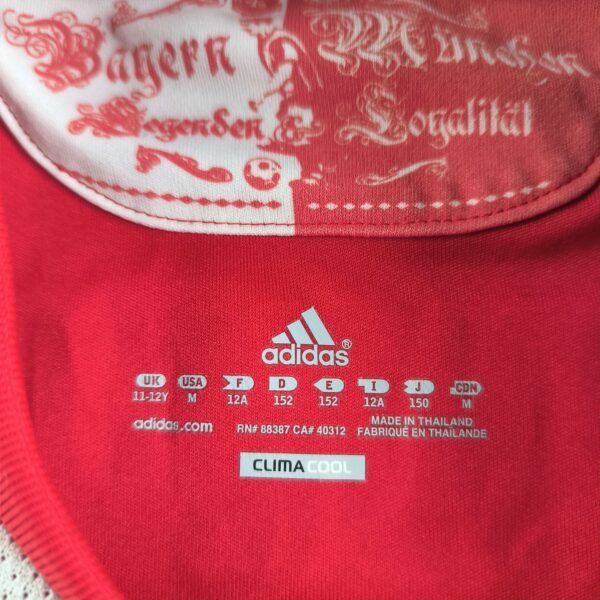 Bayern München
Legenden & Loyalität
adidas®
UK USA F D E I J CDN
11-12Y M 12A 152 152 12A 150 M
adidas.com RN# 88387 CA# 40312 MADE IN THAILAND
FABRIQUÉ EN THAÏLANDE
CLIMACOOL